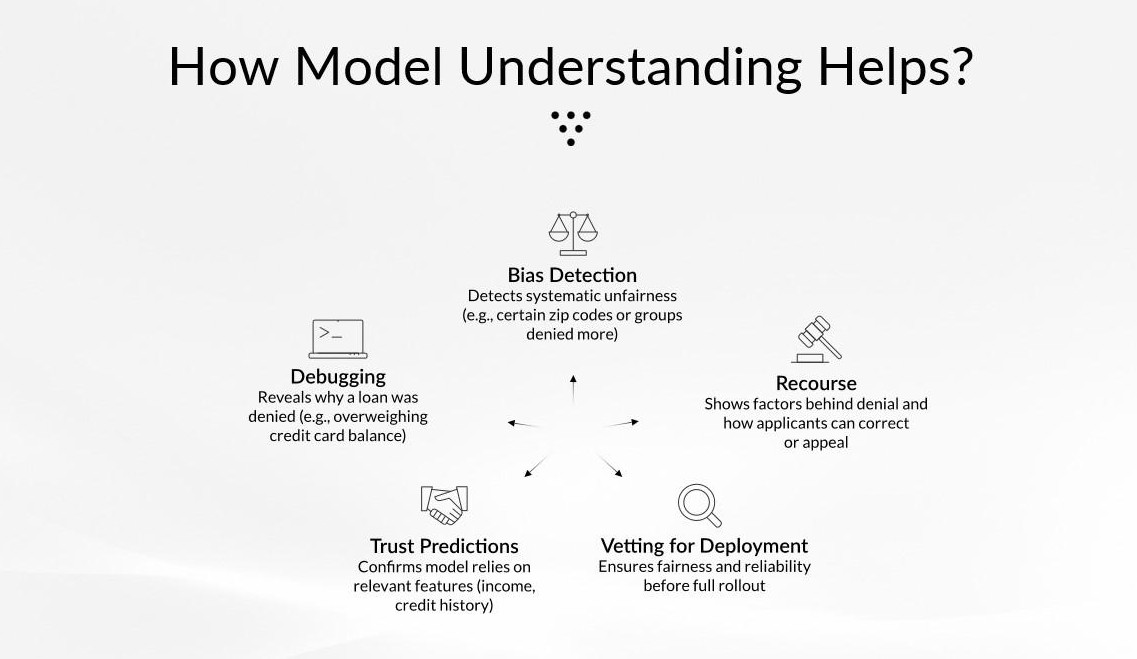 How Model Understanding Helps?
Bias Detection
Detects systematic unfairness
(e.g., certain zip codes or groups
denied more)
>_
Debugging
Reveals why a loan was
denied (e.g., overweighing
credit card balance)
Recourse
Shows factors behind denial and
how applicants can correct
or appeal
Trust Predictions
Confirms model relies on
relevant features (income,
credit history)
Vetting for Deployment
Ensures fairness and reliability
before full rollout